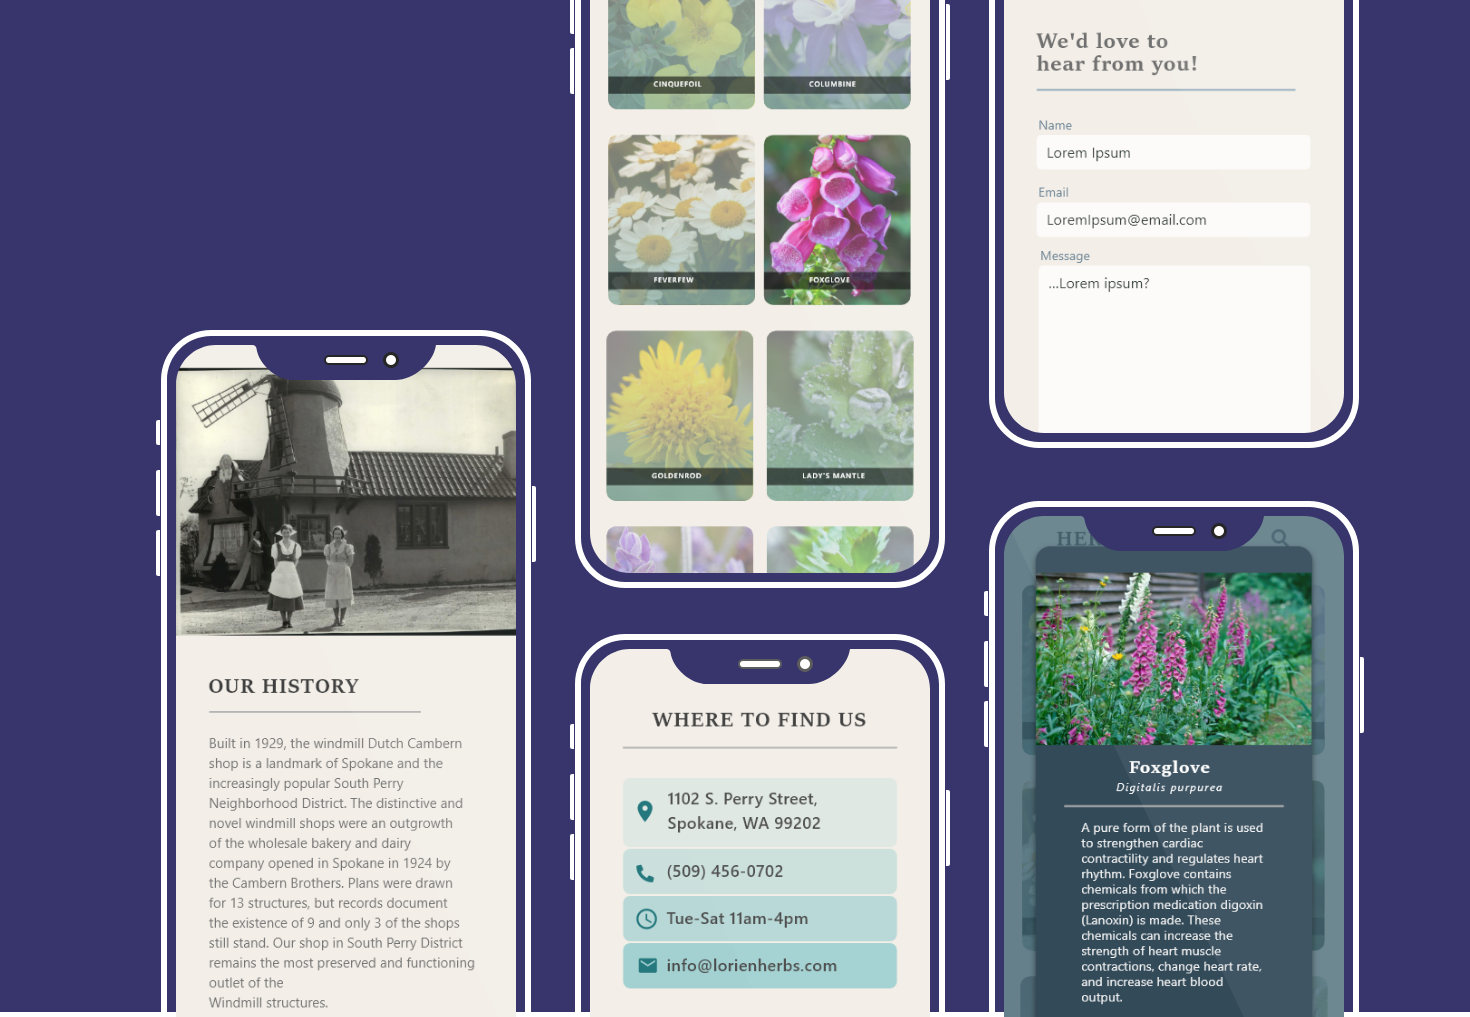 CINQUEFOIL
COLUMBINE
FEVERFEW
FOXGLOVE
GOLDENROD
LADY'S MANTLE
We'd love to
hear from you!
Name
Lorem Ipsum
Email
LoremIpsum@email.com
Message
...Lorem ipsum?
OUR HISTORY
Built in 1929, the windmill Dutch Cambern
shop is a landmark of Spokane and the
increasingly popular South Perry
Neighborhood District. The distinctive and
novel windmill shops were an outgrowth
of the wholesale bakery and dairy
company opened in Spokane in 1924 by
the Cambern Brothers. Plans were drawn
for 13 structures, but records document
the existence of 9 and only 3 of the shops
still stand. Our shop in South Perry District
remains the most preserved and functioning
outlet of the
Windmill structures.
WHERE TO FIND US
1102 S. Perry Street,
Spokane, WA 99202
(509) 456-0702
Tue-Sat 11am-4pm
info@lorienherbs.com
Foxglove
Digitalis purpurea
A pure form of the plant is used
to strengthen cardiac
contractility and regulates heart
rhythm. Foxglove contains
chemicals from which the
prescription medication digoxin
(Lanoxin) is made. These
chemicals can increase the
strength of heart muscle
contractions, change heart rate,
and increase heart blood
output.